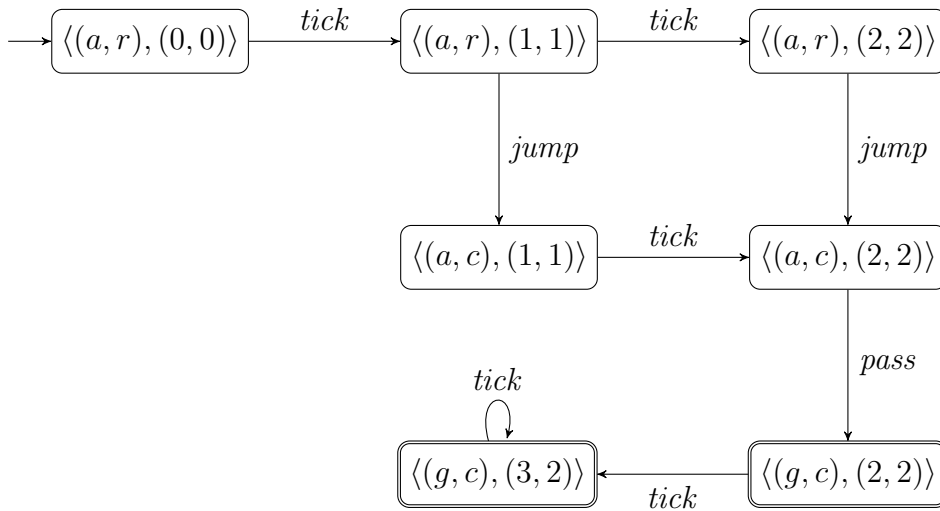 tick tick
⟨(a, r), (0, 0)⟩ ⟨(a, r), (1, 1)⟩ ⟨(a, r), (2, 2)⟩
jump jump
tick
⟨(a, c), (1, 1)⟩ ⟨(a, c), (2, 2)⟩
pass
tick
⟨(g, c), (3, 2)⟩ ⟨(g, c), (2, 2)⟩
tick